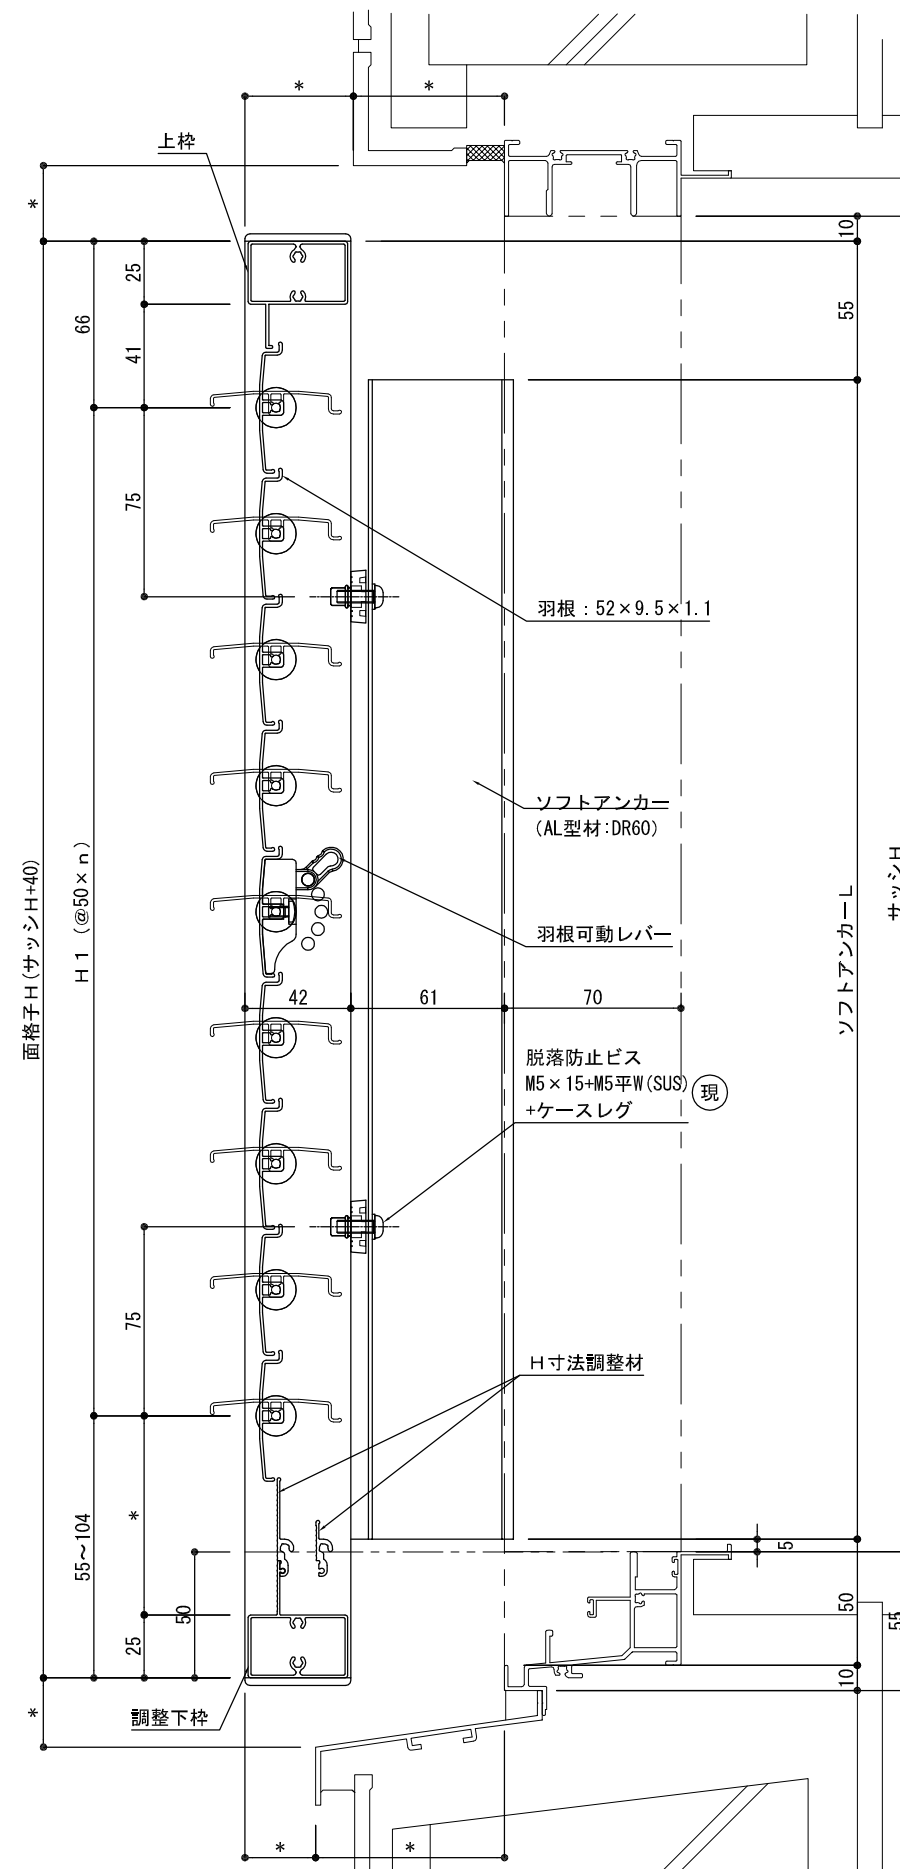 *
*
上枠
*
10
25
66
55
41
75
羽根：52×9.5×1.1
ソフトアンカー
(AL型材:DR60)
サッシH
面格子H(サッシH+40)
H1 (@50×n)
ソフトアンカーL
羽根可動レバー
42
61
70
脱落防止ビス
M5×15+M5平W(SUS)
+ケースレグ
現
75
H寸法調整材
*
55～104
5
50
50
55
25
10
*
調整下枠
*
*